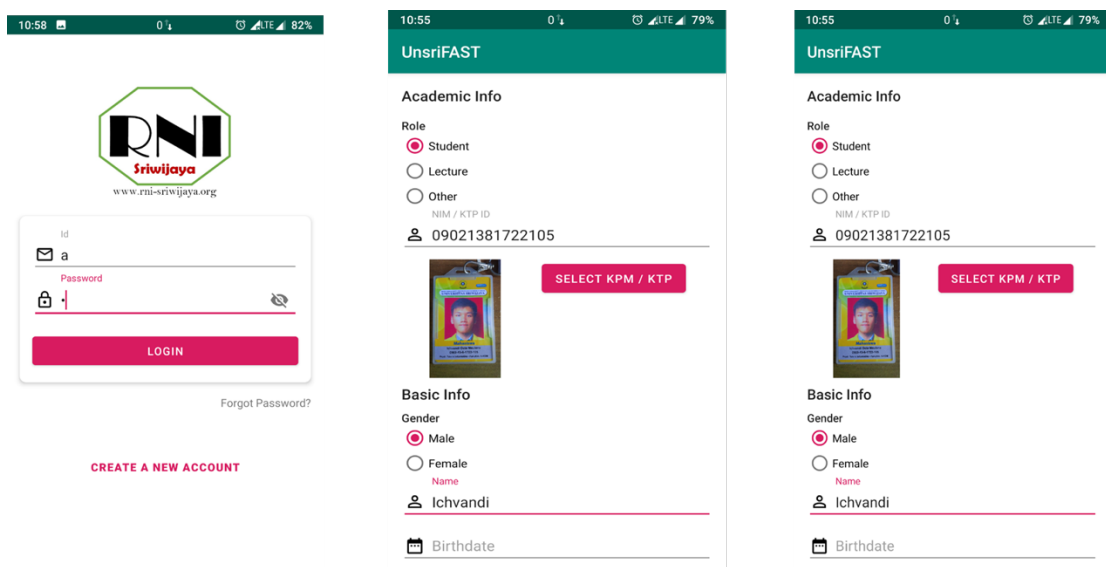 10:58 0 LTE 82%
RNI
Sriwijaya
www.rni-sriwijaya.org
Id
a
Password
•
LOGIN
Forgot Password?
CREATE A NEW ACCOUNT
10:55 0 LTE 79%
UnsriFAST
Academic Info
Role
Student
Lecture
Other
NIM / KTP ID
09021381722105
SELECT KPM / KTP
Basic Info
Gender
Male
Female
Name
Ichvandi
Birthdate
10:55 0 LTE 79%
UnsriFAST
Academic Info
Role
Student
Lecture
Other
NIM / KTP ID
09021381722105
SELECT KPM / KTP
Basic Info
Gender
Male
Female
Name
Ichvandi
Birthdate